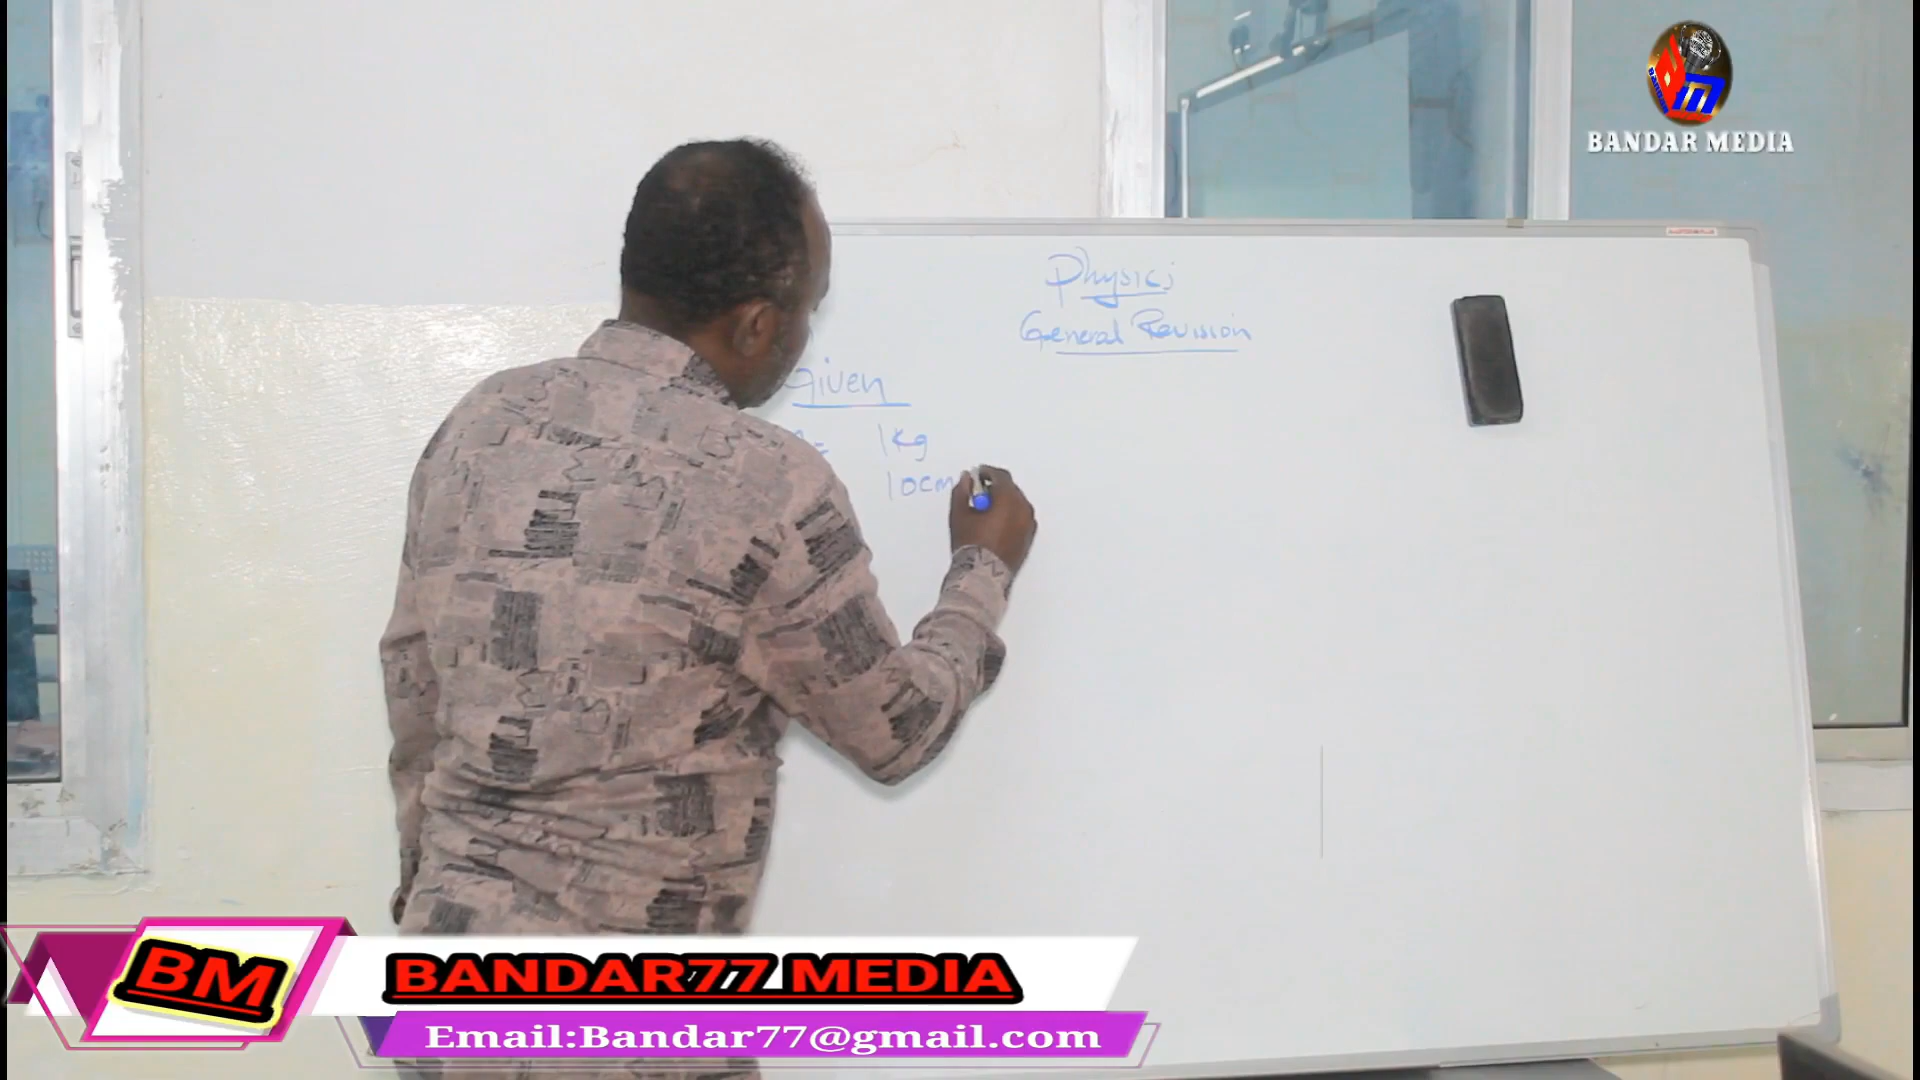 BANDAR MEDIA
Physics
General Revision
Given
= 1kg
10cm
BM
BANDAR77 MEDIA
Email:Bandar77@gmail.com